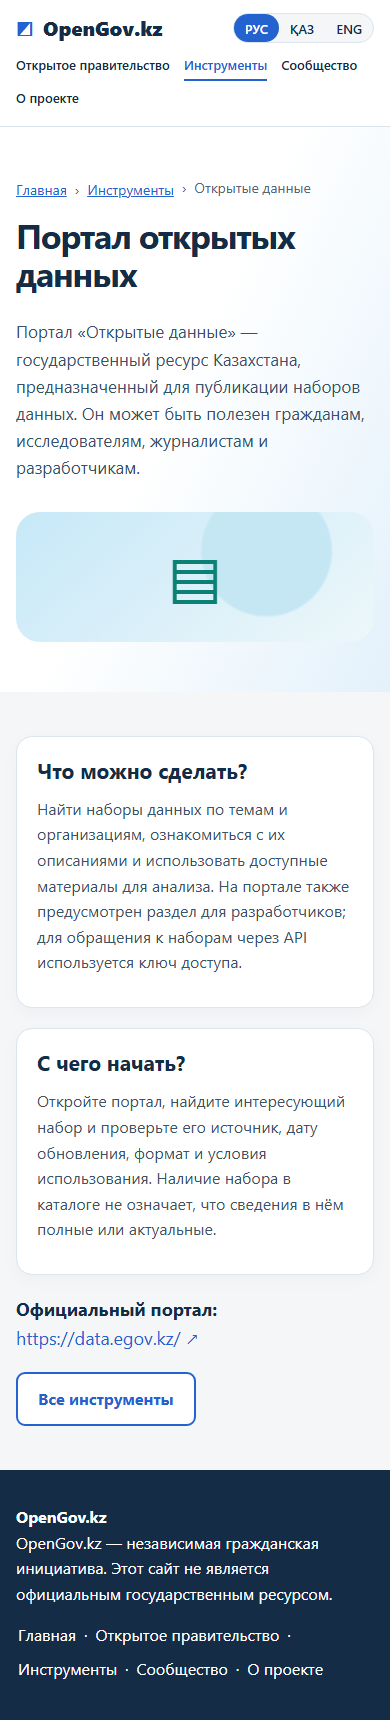 OpenGov.kz
РУС ҚАЗ ENG
Открытое правительство Инструменты Сообщество
О проекте
Главная › Инструменты › Открытые данные
Портал открытых
данных
Портал «Открытые данные» —
государственный ресурс Казахстана,
предназначенный для публикации наборов
данных. Он может быть полезен гражданам,
исследователям, журналистам и
разработчикам.
Что можно сделать?
Найти наборы данных по темам и
организациям, ознакомиться с их
описаниями и использовать доступные
материалы для анализа. На портале также
предусмотрен раздел для разработчиков;
для обращения к наборам через API
используется ключ доступа.
С чего начать?
Откройте портал, найдите интересующий
набор и проверьте его источник, дату
обновления, формат и условия
использования. Наличие набора в
каталоге не означает, что сведения в нём
полные или актуальные.
Официальный портал:
https://data.egov.kz/ ↗
Все инструменты
OpenGov.kz
OpenGov.kz — независимая гражданская
инициатива. Этот сайт не является
официальным государственным ресурсом.
Главная · Открытое правительство ·
Инструменты · Сообщество · О проекте